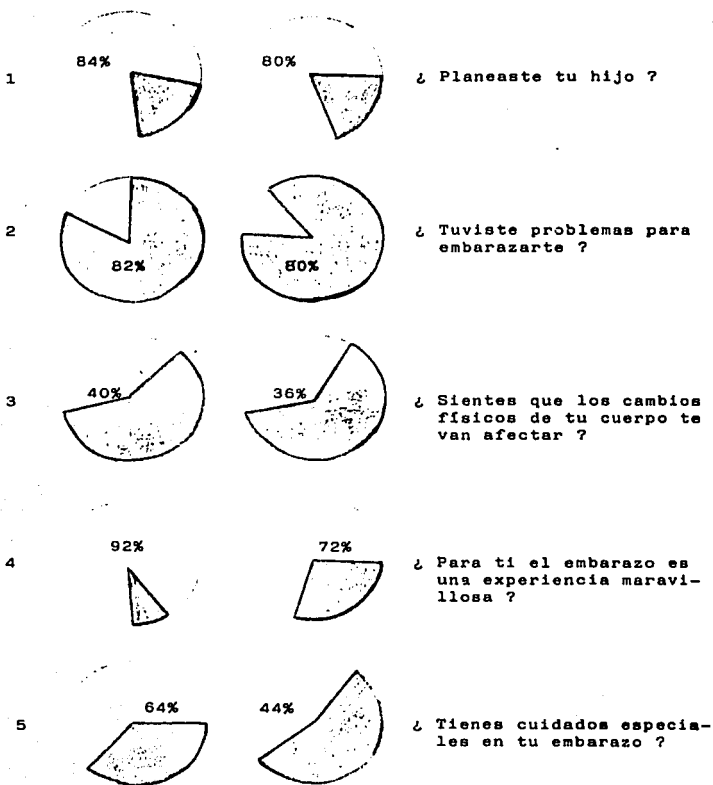 1 84% 80% ¿ Planeaste tu hijo ?
2 82% 80% ¿ Tuviste problemas para
embarazarte ?
3 40% 36% ¿ Sientes que los cambios
físicos de tu cuerpo te
van afectar ?
4 92% 72% ¿ Para ti el embarazo es
una experiencia maravi-
llosa ?
5 64% 44% ¿ Tienes cuidados especia-
les en tu embarazo ?